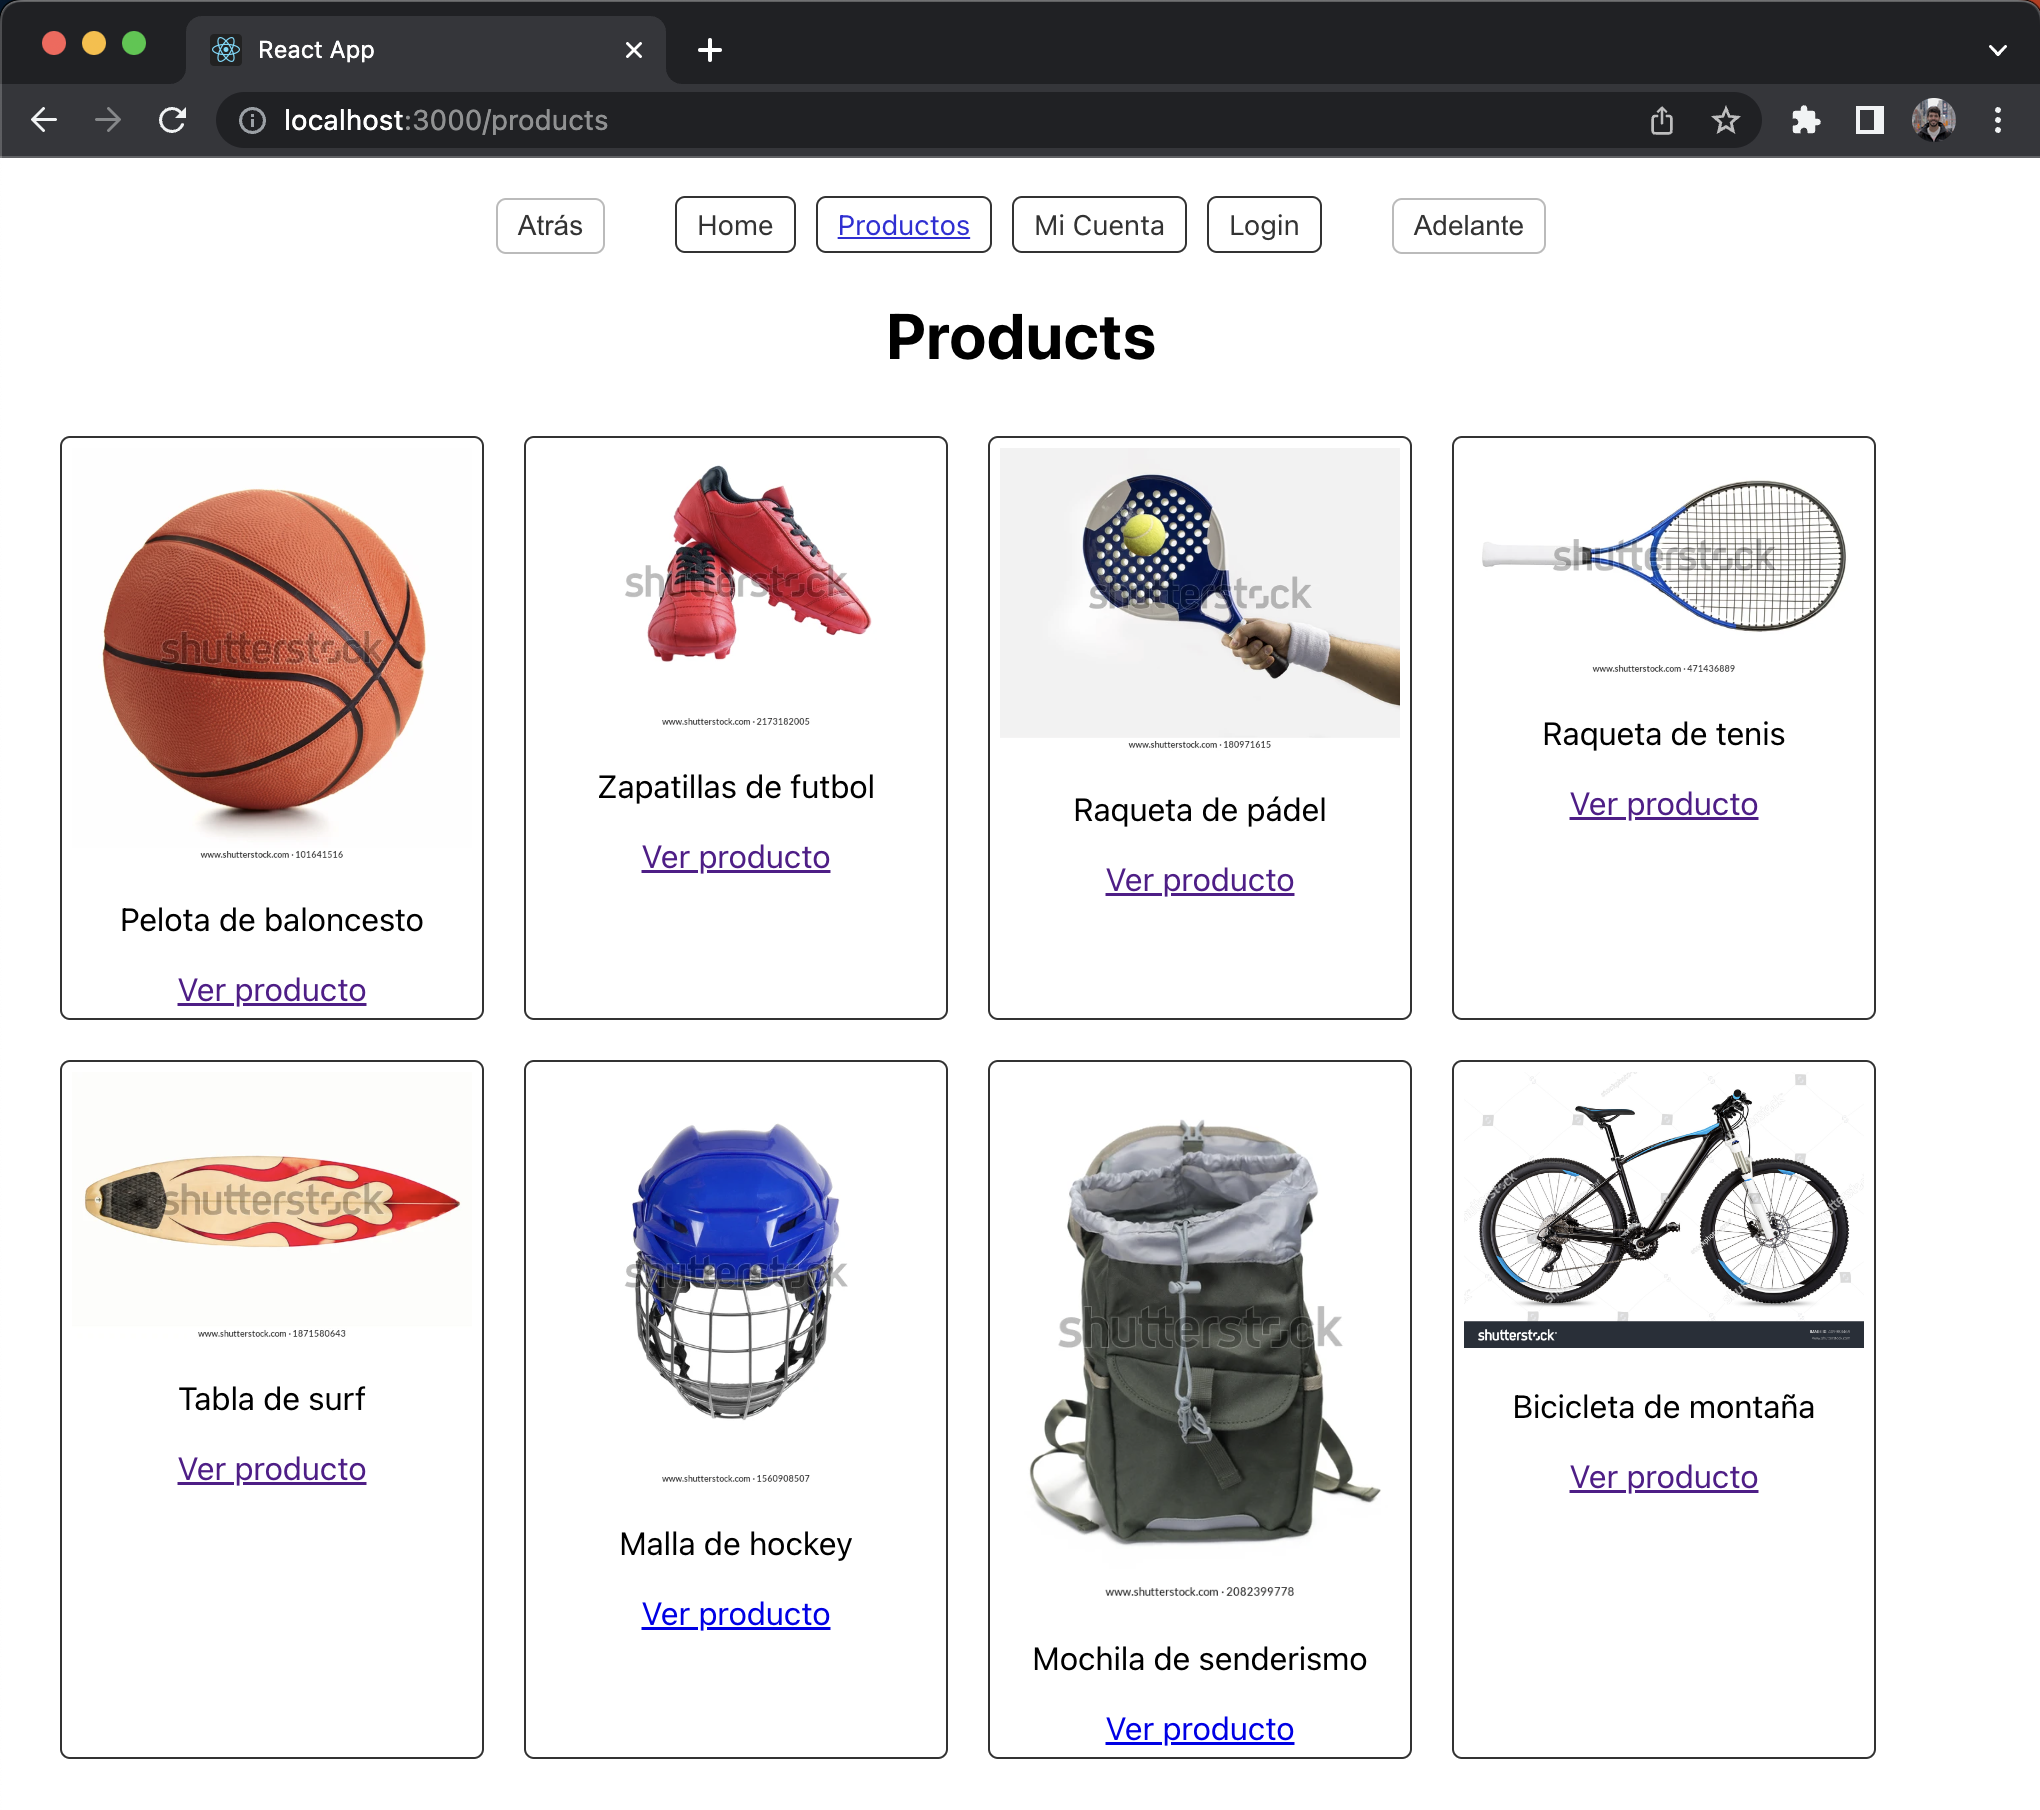 React App
localhost:3000/products
Atrás Home Productos Mi Cuenta Login Adelante
Products
shutterstock
www.shutterstock.com · 101641516
Pelota de baloncesto
Ver producto
shutterstock
www.shutterstock.com · 2173182005
Zapatillas de futbol
Ver producto
shutterstock
www.shutterstock.com · 180971615
Raqueta de pádel
Ver producto
shutterstock
www.shutterstock.com · 471436889
Raqueta de tenis
Ver producto
shutterstock
www.shutterstock.com · 1871580643
Tabla de surf
Ver producto
shutterstock
www.shutterstock.com · 1560908507
Malla de hockey
Ver producto
shutterstock
www.shutterstock.com · 2082399778
Mochila de senderismo
Ver producto
shutterstock
Bicicleta de montaña
Ver producto